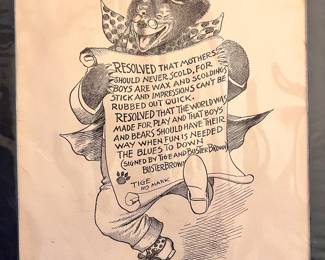 RESOLVED THAT MOTHERS
SHOULD NEVER SCOLD, FOR
BOYS ARE WAX AND SCOLDINGS
STICK AND IMPRESSIONS CAN'T BE
RUBBED OUT QUICK.
RESOLVED THAT THE WORLD WAS
MADE FOR PLAY AND THAT BOYS
AND BEARS SHOULD HAVE THEIR
WAY WHEN FUN IS NEEDED
THE BLUES TO DOWN
(SIGNED BY TIGE AND BUSTER BROWN)
BUSTER BROWN
TIGE
HIS MARK